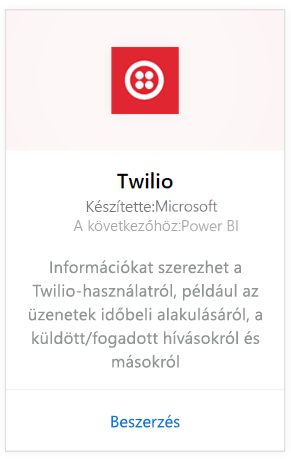 Twilio
Készítette:Microsoft
A következőhöz:Power BI
Információkat szerezhet a
Twilio-használatról, például az
üzenetek időbeli alakulásáról, a
küldött/fogadott hívásokról és
másokról
Beszerzés